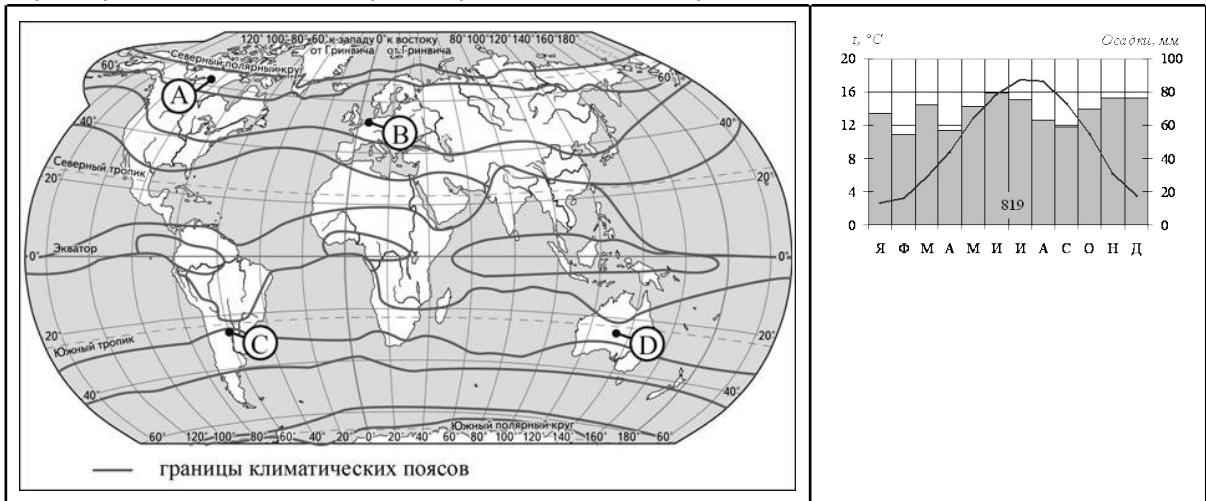 120° 100° 80° 60° к западу 0° к востоку 80° 100° 120° 140° 160° 180°
от Гринвича от Гринвича
Северный полярный круг
60° 60°
A
B
40° 40°
Северный тропик
20° 20°
Экватор
0° 0°
20° 20°
C
D
Южный тропик
40° 40°
Южный полярный круг
60° 120° 100° 80° 60° 40° 20° 0° 20° 40° 60° 80° 100° 120° 140° 180° 60°
границы климатических поясов
t, °C Осадки, мм
20 100
16 80
12 60
8 40
4 20
819
0 0
Я Ф М А М И И А С О Н Д